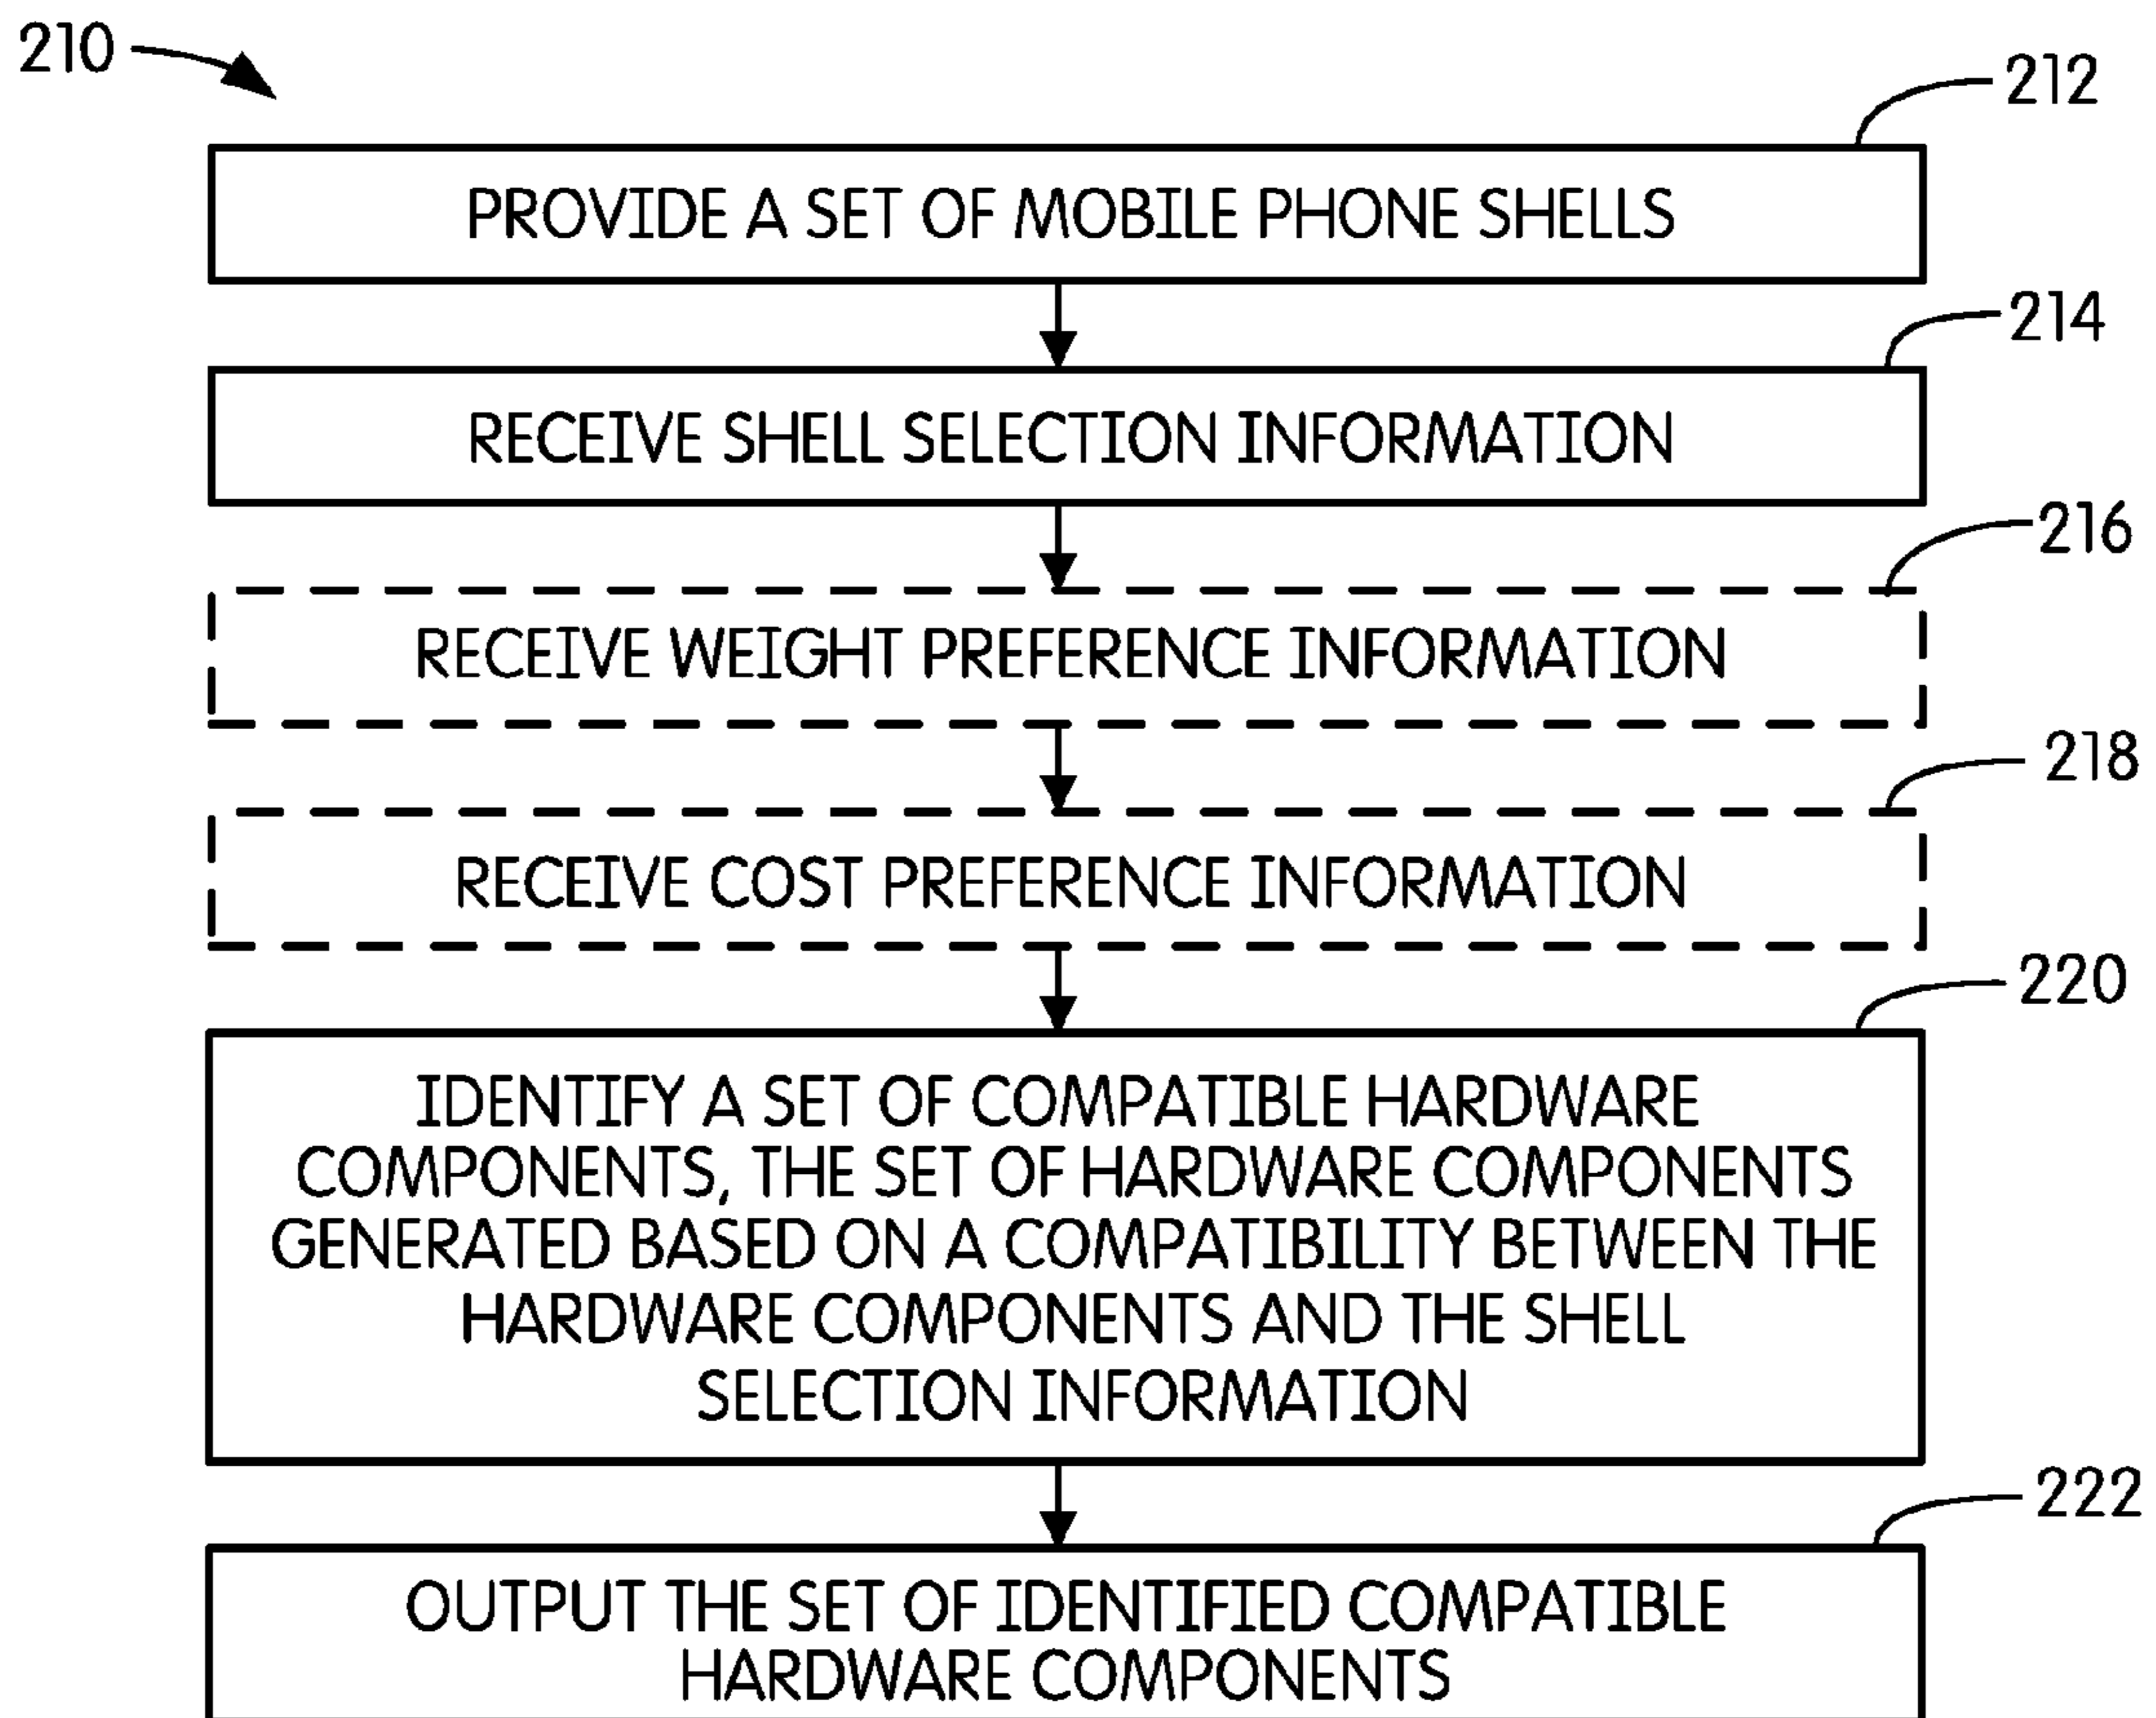 210
212
PROVIDE A SET OF MOBILE PHONE SHELLS
214
RECEIVE SHELL SELECTION INFORMATION
216
RECEIVE WEIGHT PREFERENCE INFORMATION
218
RECEIVE COST PREFERENCE INFORMATION
220
IDENTIFY A SET OF COMPATIBLE HARDWARE
COMPONENTS, THE SET OF HARDWARE COMPONENTS
GENERATED BASED ON A COMPATIBILITY BETWEEN THE
HARDWARE COMPONENTS AND THE SHELL
SELECTION INFORMATION
222
OUTPUT THE SET OF IDENTIFIED COMPATIBLE
HARDWARE COMPONENTS